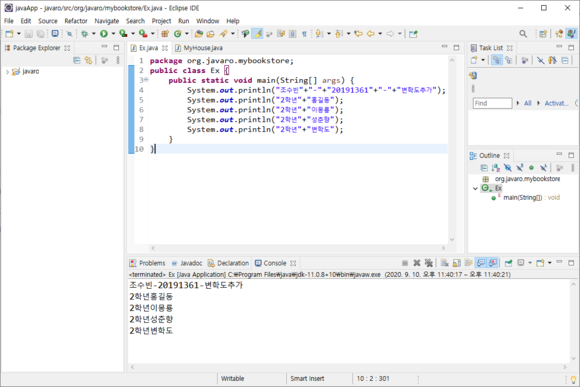 javaApp - javaro/src/org/javaro/mybookstore/Ex.java - Eclipse IDE
File Edit Source Refactor Navigate Search Project Run Window Help
Package Explorer
javaro
Ex.java MyHouse.java
1 package org.javaro.mybookstore;
2 public class Ex {
3 public static void main(String[] args) {
4 System.out.println("조수빈"+"-"+"20191361"+"-"+"변학도추가");
5 System.out.println("2학년"+"홍길동");
6 System.out.println("2학년"+"이몽룡");
7 System.out.println("2학년"+"성춘향");
8 System.out.println("2학년"+"변학도");
9 }
10 }
Task List
Find All Activat...
Outline
org.javaro.mybookstore
Ex
main(String[]) : void
Problems Javadoc Declaration Console
<terminated> Ex [Java Application] C:₩Program Files₩java₩jdk-11.0.8+10₩bin₩javaw.exe (2020. 9. 10. 오후 11:40:17 – 오후 11:40:21)
조수빈-20191361-변학도추가
2학년홍길동
2학년이몽룡
2학년성춘향
2학년변학도
Writable Smart Insert 10 : 2 : 301